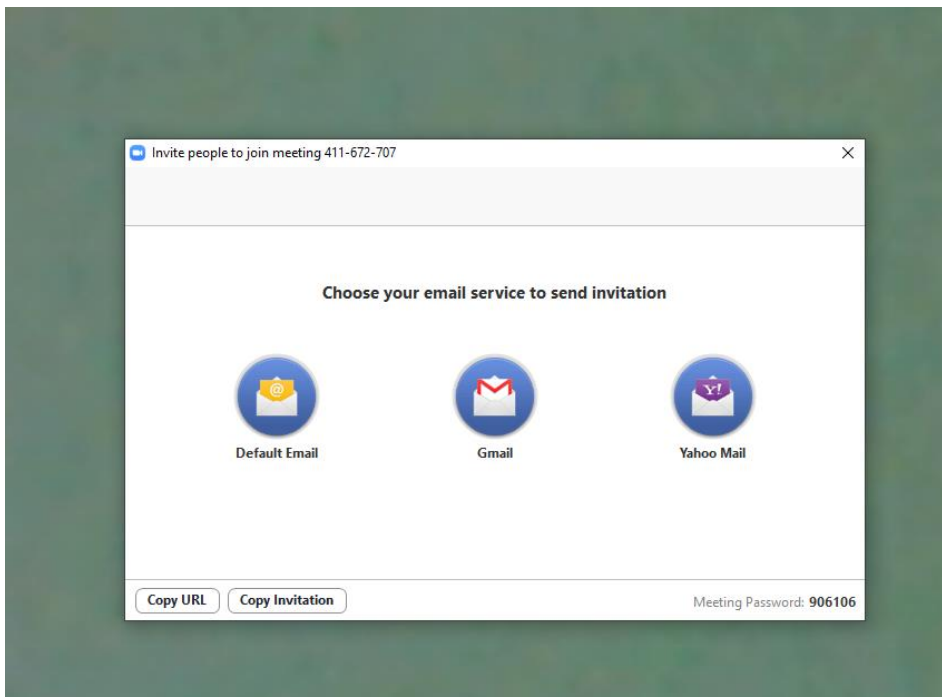 Invite people to join meeting 411-672-707
Choose your email service to send invitation
@
Y!
Default Email
Gmail
Yahoo Mail
Copy URL
Copy Invitation
Meeting Password: 906106